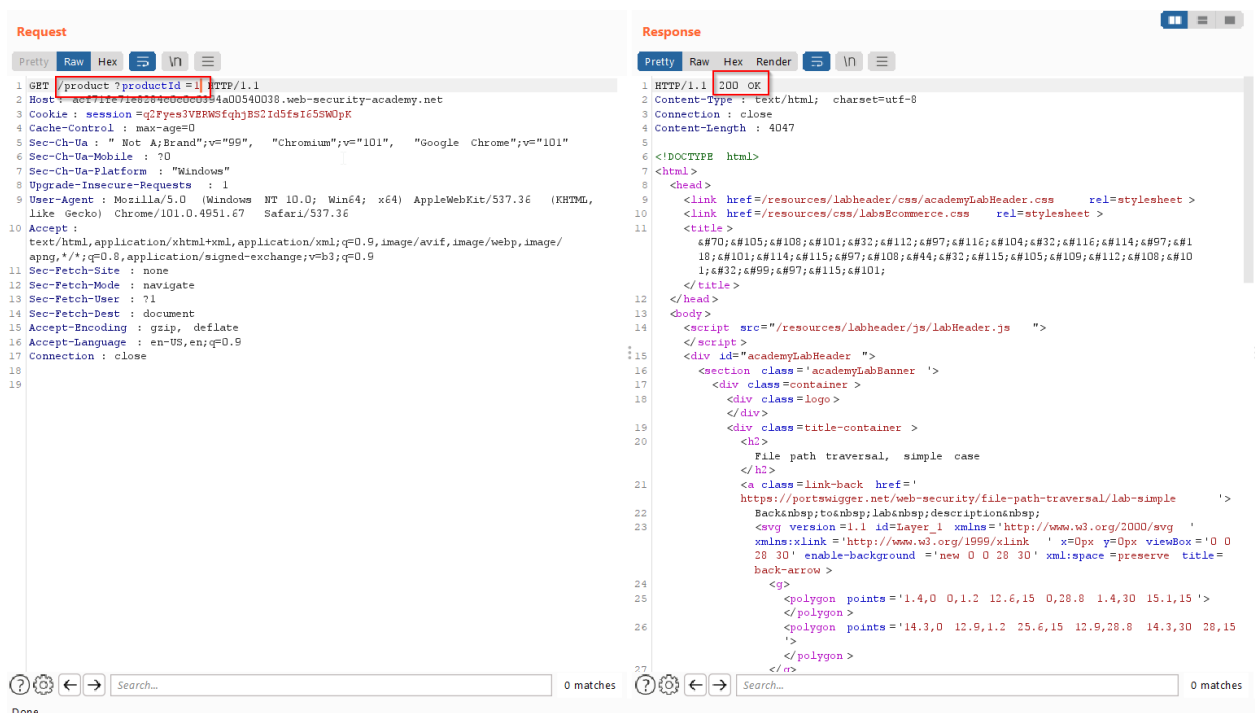 Request
Pretty Raw Hex \n
1 GET /product ?productId =1 HTTP/1.1
2 Host : acf71fe71e8284c0c0c0394a00540038.web-security-academy.net
3 Cookie : session =q2Fyes3VERWSfqhjBS2Id5fsI65SW0pK
4 Cache-Control : max-age=0
5 Sec-Ch-Ua : " Not A;Brand";v="99", "Chromium";v="101", "Google Chrome";v="101"
6 Sec-Ch-Ua-Mobile : ?0
7 Sec-Ch-Ua-Platform : "Windows"
8 Upgrade-Insecure-Requests : 1
9 User-Agent : Mozilla/5.0 (Windows NT 10.0; Win64; x64) AppleWebKit/537.36 (KHTML,
like Gecko) Chrome/101.0.4951.67 Safari/537.36
10 Accept :
text/html,application/xhtml+xml,application/xml;q=0.9,image/avif,image/webp,image/
apng,*/*;q=0.8,application/signed-exchange;v=b3;q=0.9
11 Sec-Fetch-Site : none
12 Sec-Fetch-Mode : navigate
13 Sec-Fetch-User : ?1
14 Sec-Fetch-Dest : document
15 Accept-Encoding : gzip, deflate
16 Accept-Language : en-US,en;q=0.9
17 Connection : close
18
19
Search... 0 matches
Done
Response
Pretty Raw Hex Render \n
1 HTTP/1.1 200 OK
2 Content-Type : text/html; charset=utf-8
3 Connection : close
4 Content-Length : 4047
5
6 <!DOCTYPE html>
7 <html>
8 <head>
9 <link href=/resources/labheader/css/academyLabHeader.css rel=stylesheet >
10 <link href=/resources/css/labsEcommerce.css rel=stylesheet >
11 <title>
&#70;&#105;&#108;&#101;&#32;&#112;&#97;&#116;&#104;&#32;&#116;&#114;&#97;&#1
18;&#101;&#114;&#115;&#97;&#108;&#44;&#32;&#115;&#105;&#109;&#112;&#108;&#10
1;&#32;&#99;&#97;&#115;&#101;
</title>
12 </head>
13 <body>
14 <script src="/resources/labheader/js/labHeader.js ">
</script>
15 <div id="academyLabHeader ">
16 <section class='academyLabBanner '>
17 <div class=container >
18 <div class=logo>
</div>
19 <div class=title-container >
20 <h2>
File path traversal, simple case
</h2>
21 <a class=link-back href='
https://portswigger.net/web-security/file-path-traversal/lab-simple '>
22 Back&nbsp;to&nbsp;lab&nbsp;description&nbsp;
23 <svg version=1.1 id=Layer_1 xmlns='http://www.w3.org/2000/svg '
xmlns:xlink ='http://www.w3.org/1999/xlink ' x=0px y=0px viewBox='0 0
28 30' enable-background ='new 0 0 28 30' xml:space=preserve title=
back-arrow >
24 <g>
25 <polygon points='1.4,0 0,1.2 12.6,15 0,28.8 1.4,30 15.1,15 '>
</polygon >
26 <polygon points='14.3,0 12.9,1.2 25.6,15 12.9,28.8 14.3,30 28,15
'>
</polygon >
27 </g>
Search... 0 matches